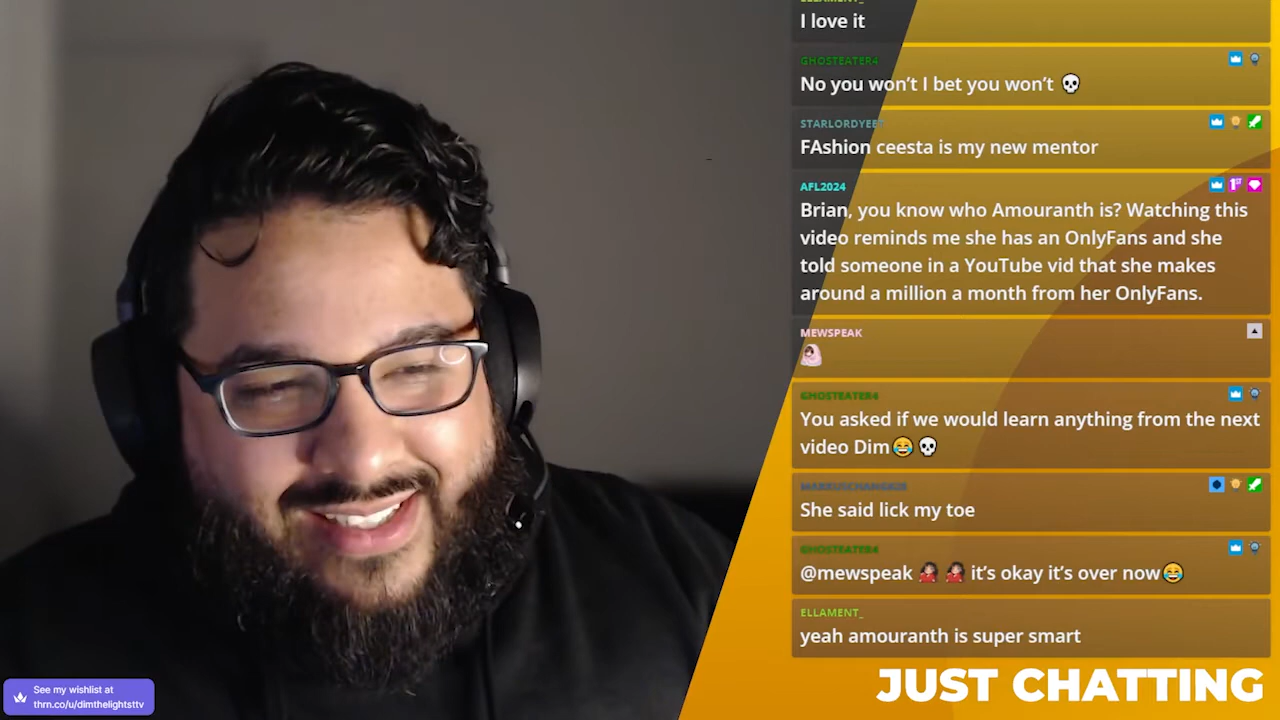 ELLAMENT_
I love it
GHOSTEATER4
No you won't I bet you won't
STARLORDYEET
FAshion ceesta is my new mentor
AFL2024
Brian, you know who Amouranth is? Watching this
video reminds me she has an OnlyFans and she
told someone in a YouTube vid that she makes
around a million a month from her OnlyFans.
MEWSPEAK
GHOSTEATER4
You asked if we would learn anything from the next
video Dim
She said lick my toe
GHOSTEATER4
@mewspeak it's okay it's over now
ELLAMENT_
yeah amouranth is super smart
JUST CHATTING
See my wishlist at
thrn.co/u/dimthelightsttv